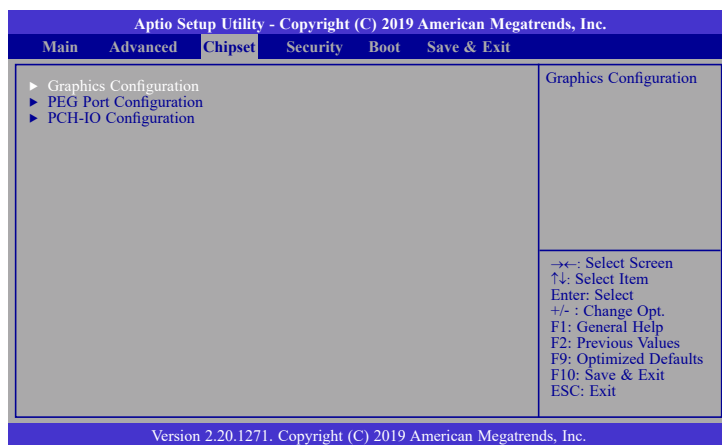 Aptio Setup Utility - Copyright (C) 2019 American Megatrends, Inc.
Main Advanced Chipset Security Boot Save & Exit
► Graphics Configuration
► PEG Port Configuration
► PCH-IO Configuration
Graphics Configuration
→←: Select Screen
↑↓: Select Item
Enter: Select
+/- : Change Opt.
F1: General Help
F2: Previous Values
F9: Optimized Defaults
F10: Save & Exit
ESC: Exit
Version 2.20.1271. Copyright (C) 2019 American Megatrends, Inc.